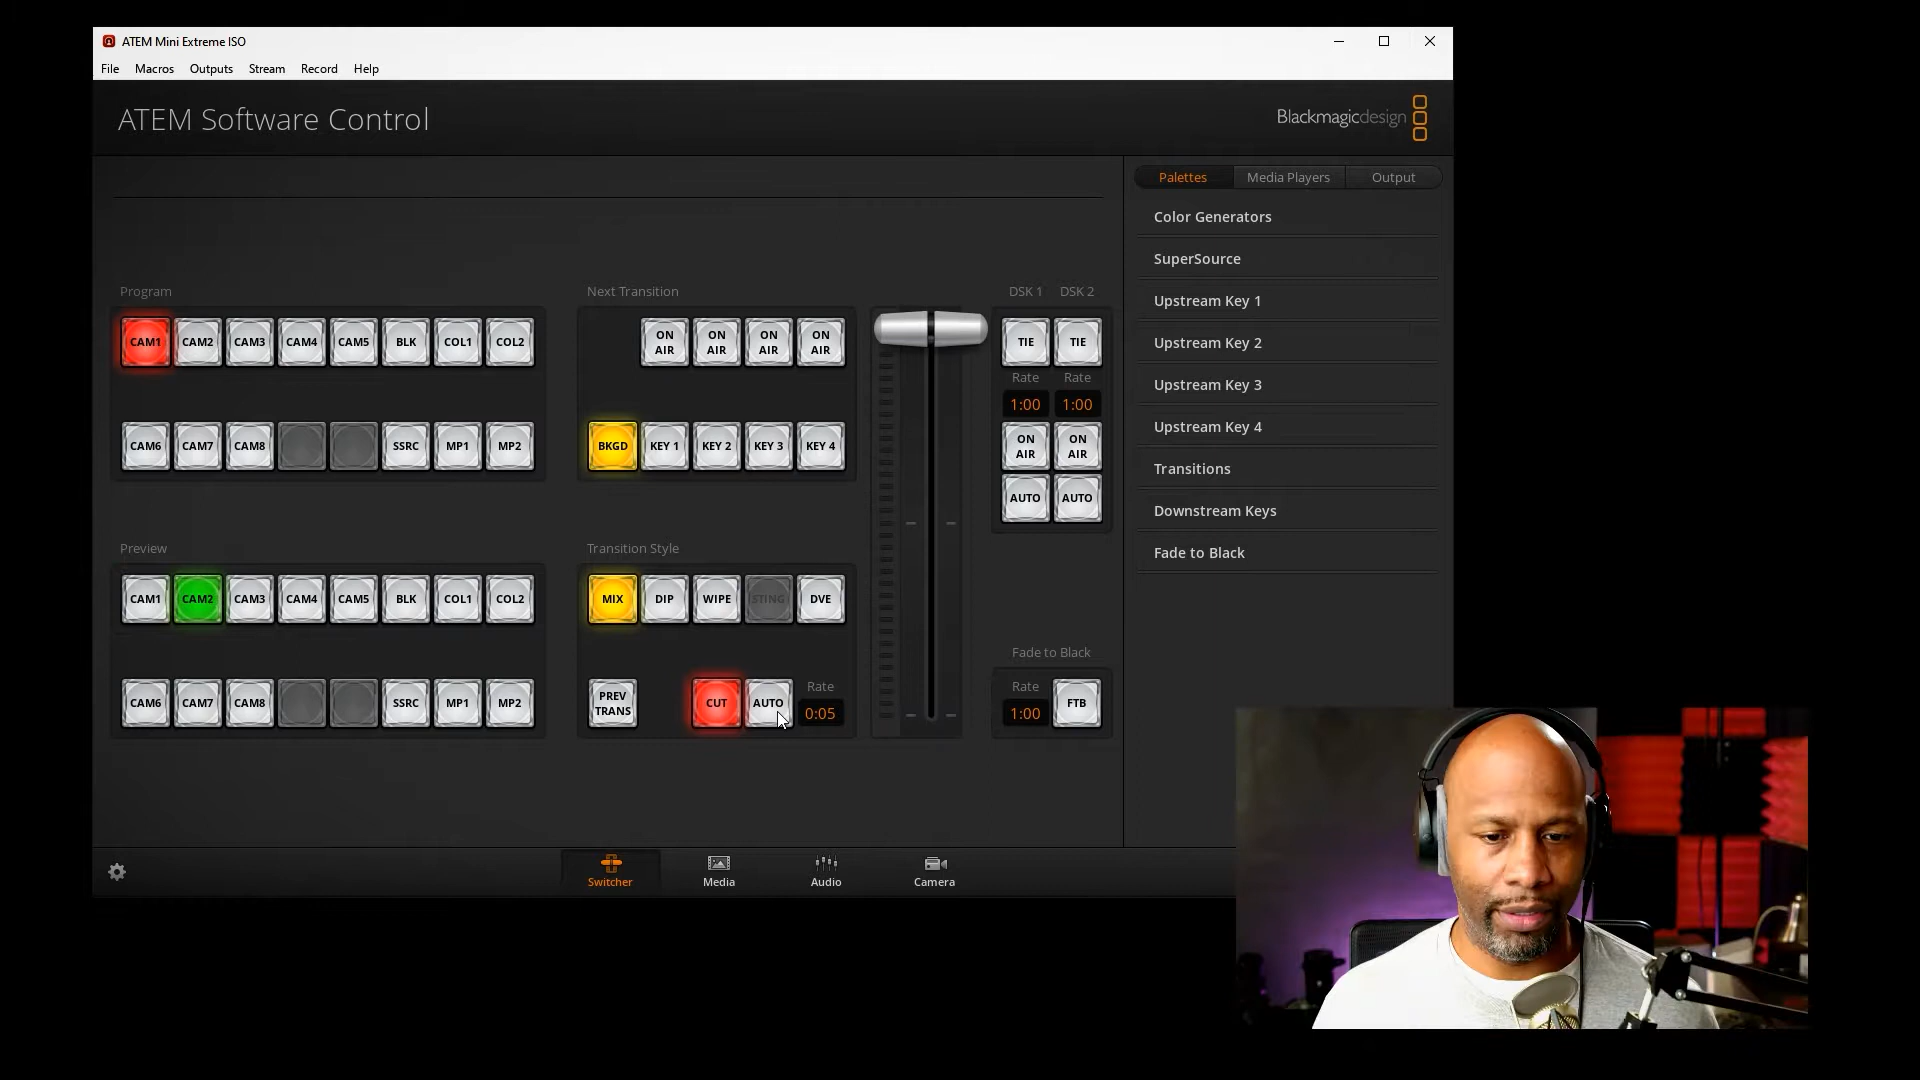 ATEM Mini Extreme ISO
File Macros Outputs Stream Record Help
ATEM Software Control
Blackmagicdesign
Palettes Media Players Output
Color Generators
SuperSource
Upstream Key 1
Upstream Key 2
Upstream Key 3
Upstream Key 4
Transitions
Downstream Keys
Fade to Black
Program
CAM1 CAM2 CAM3 CAM4 CAM5 BLK COL1 COL2
CAM6 CAM7 CAM8 SSRC MP1 MP2
Next Transition
ON AIR ON AIR ON AIR ON AIR
BKGD KEY 1 KEY 2 KEY 3 KEY 4
DSK 1 DSK 2
TIE TIE
Rate Rate
1:00 1:00
ON AIR ON AIR
AUTO AUTO
Preview
CAM1 CAM2 CAM3 CAM4 CAM5 BLK COL1 COL2
CAM6 CAM7 CAM8 SSRC MP1 MP2
Transition Style
MIX DIP WIPE STING DVE
PREV TRANS CUT AUTO Rate
0:05
Fade to Black
Rate FTB
1:00
Switcher Media Audio Camera